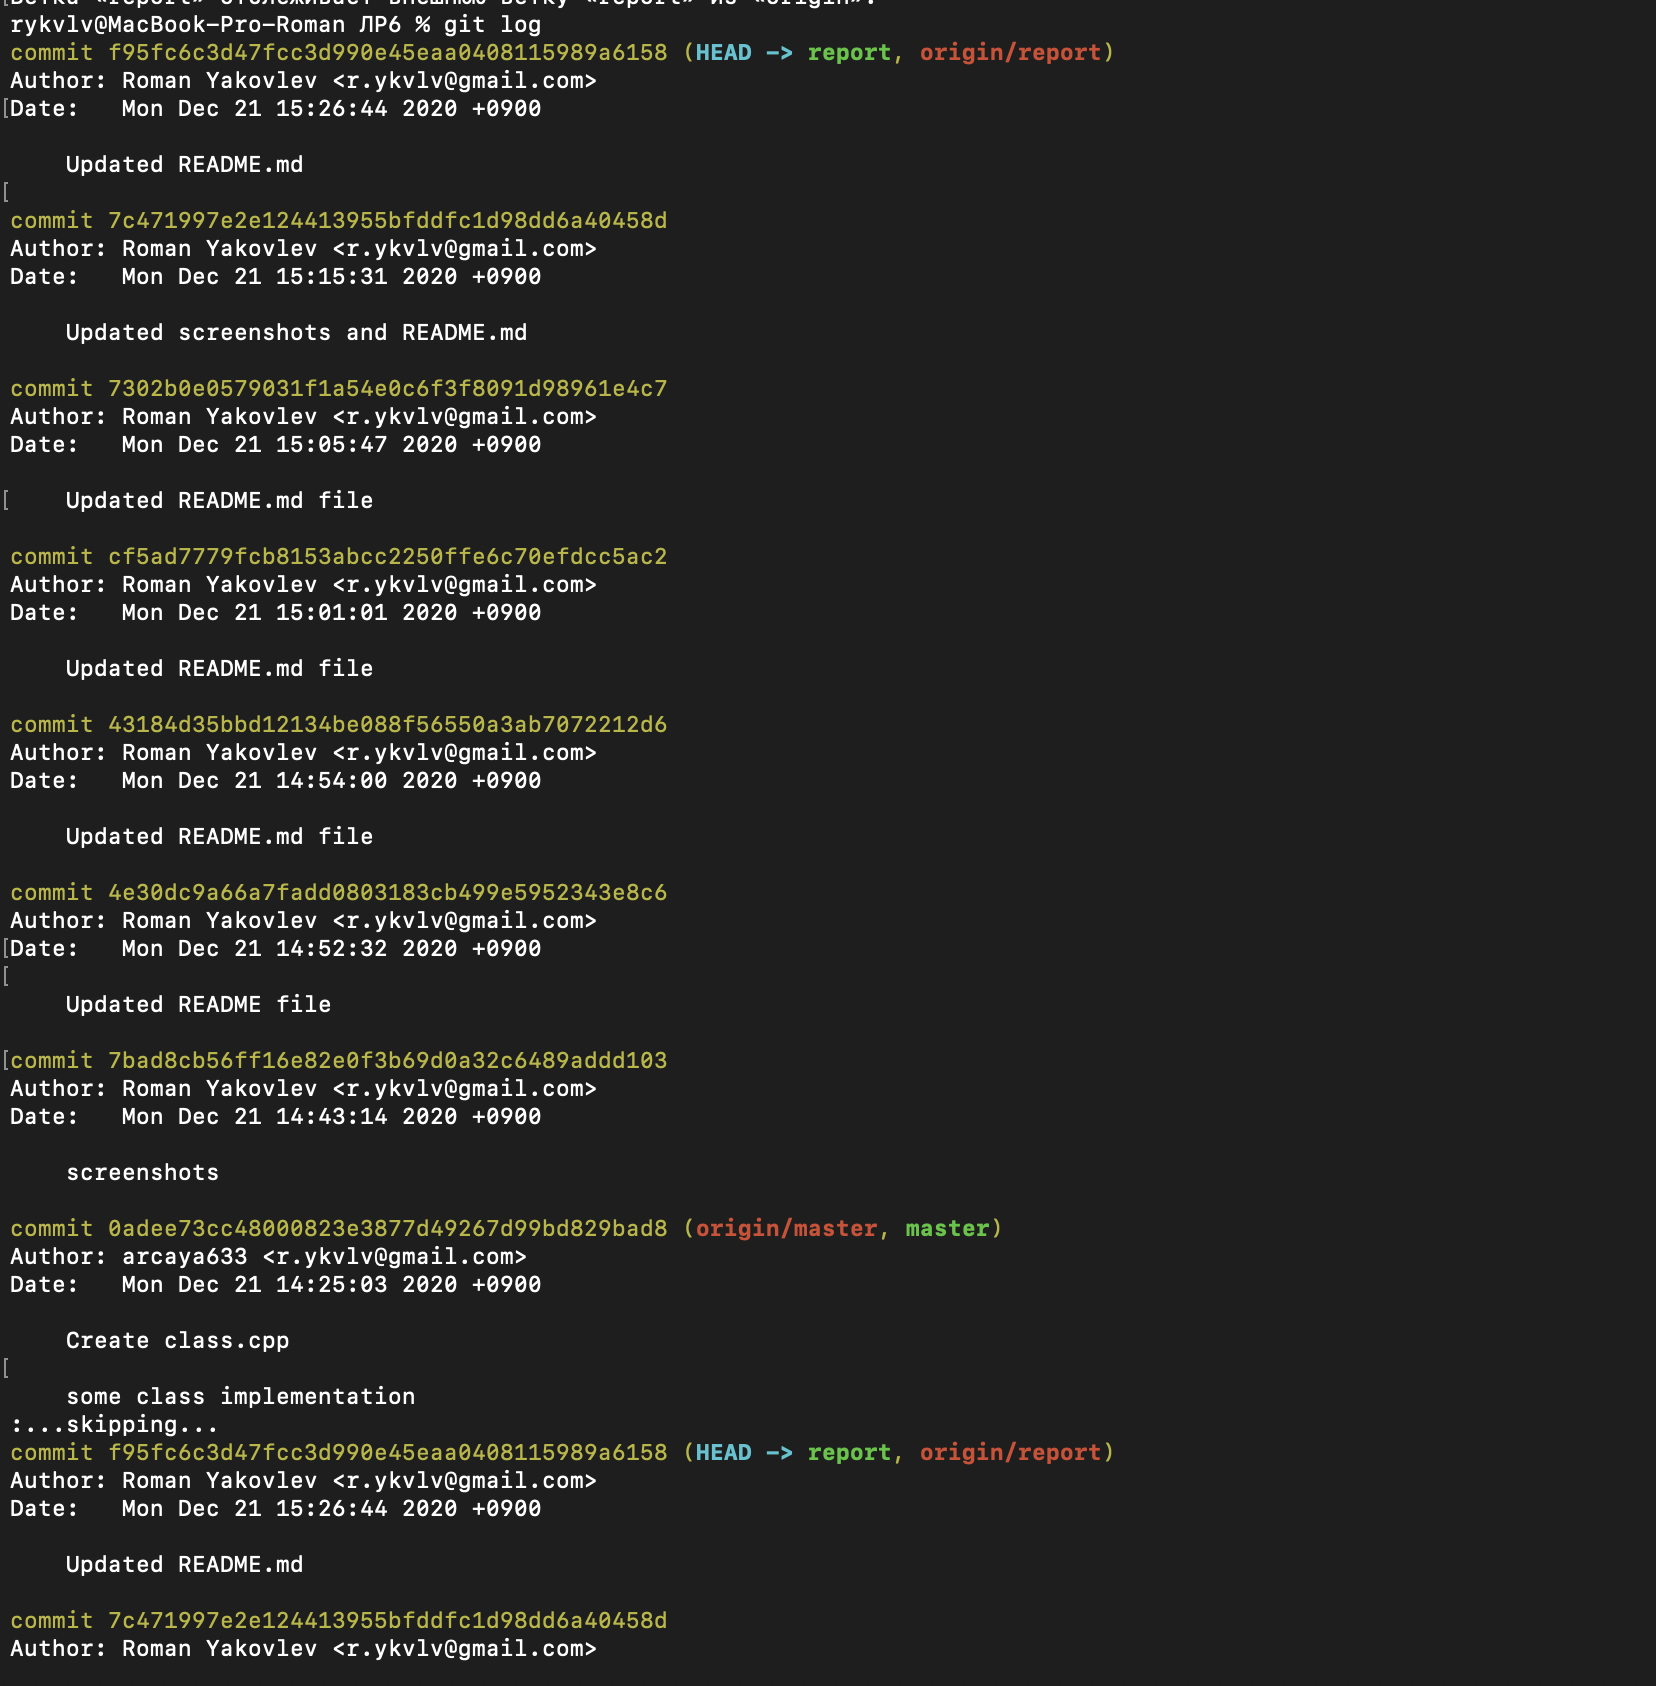 Ветка «report» отслеживает внешнюю ветку «report» из «origin».
rykvlv@MacBook-Pro-Roman ЛР6 % git log
commit f95fc6c3d47fcc3d990e45eaa0408115989a6158 (HEAD -> report, origin/report)
Author: Roman Yakovlev <r.ykvlv@gmail.com>
[Date:   Mon Dec 21 15:26:44 2020 +0900
    Updated README.md
[
commit 7c471997e2e124413955bfddfc1d98dd6a40458d
Author: Roman Yakovlev <r.ykvlv@gmail.com>
Date:   Mon Dec 21 15:15:31 2020 +0900
    Updated screenshots and README.md
commit 7302b0e0579031f1a54e0c6f3f8091d98961e4c7
Author: Roman Yakovlev <r.ykvlv@gmail.com>
Date:   Mon Dec 21 15:05:47 2020 +0900
[    Updated README.md file
commit cf5ad7779fcb8153abcc2250ffe6c70efdcc5ac2
Author: Roman Yakovlev <r.ykvlv@gmail.com>
Date:   Mon Dec 21 15:01:01 2020 +0900
    Updated README.md file
commit 43184d35bbd12134be088f56550a3ab7072212d6
Author: Roman Yakovlev <r.ykvlv@gmail.com>
Date:   Mon Dec 21 14:54:00 2020 +0900
    Updated README.md file
commit 4e30dc9a66a7fadd0803183cb499e5952343e8c6
Author: Roman Yakovlev <r.ykvlv@gmail.com>
[Date:   Mon Dec 21 14:52:32 2020 +0900
[
    Updated README file
[commit 7bad8cb56ff16e82e0f3b69d0a32c6489addd103
Author: Roman Yakovlev <r.ykvlv@gmail.com>
Date:   Mon Dec 21 14:43:14 2020 +0900
    screenshots
commit 0adee73cc48000823e3877d49267d99bd829bad8 (origin/master, master)
Author: arcaya633 <r.ykvlv@gmail.com>
Date:   Mon Dec 21 14:25:03 2020 +0900
    Create class.cpp
[
    some class implementation
:...skipping...
commit f95fc6c3d47fcc3d990e45eaa0408115989a6158 (HEAD -> report, origin/report)
Author: Roman Yakovlev <r.ykvlv@gmail.com>
Date:   Mon Dec 21 15:26:44 2020 +0900
    Updated README.md
commit 7c471997e2e124413955bfddfc1d98dd6a40458d
Author: Roman Yakovlev <r.ykvlv@gmail.com>